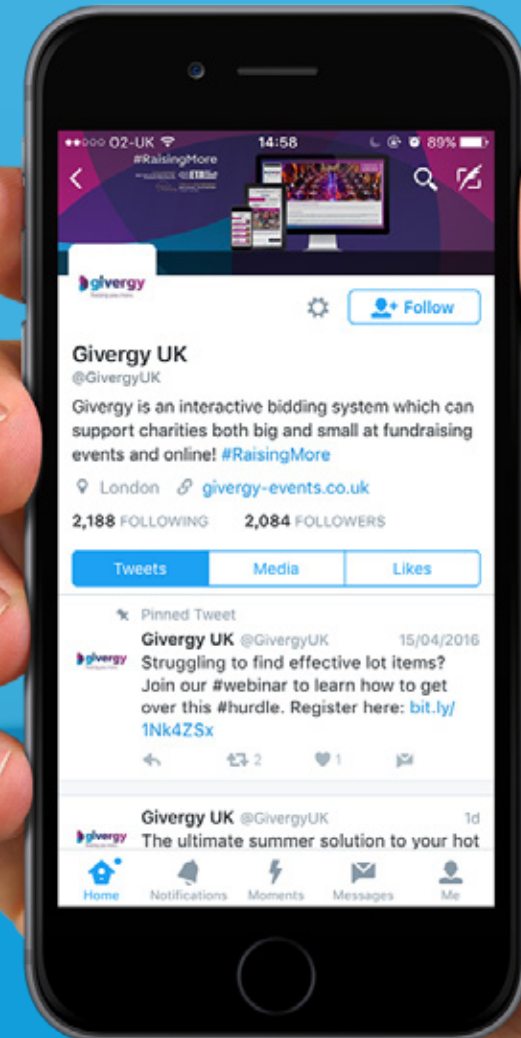 O2-UK 14:58 89%
#RaisingMore
givergy
Follow
Givergy UK
@GivergyUK
Givergy is an interactive bidding system which can
support charities both big and small at fundraising
events and online! #RaisingMore
London givergy-events.co.uk
2,188 FOLLOWING 2,084 FOLLOWERS
Tweets Media Likes
Pinned Tweet
Givergy UK @GivergyUK 15/04/2016
givergy
Struggling to find effective lot items?
Join our #webinar to learn how to get
over this #hurdle. Register here: bit.ly/
1Nk4ZSx
2 1
Givergy UK @GivergyUK 1d
givergy
The ultimate summer solution to your hot
Home Notifications Moments Messages Me